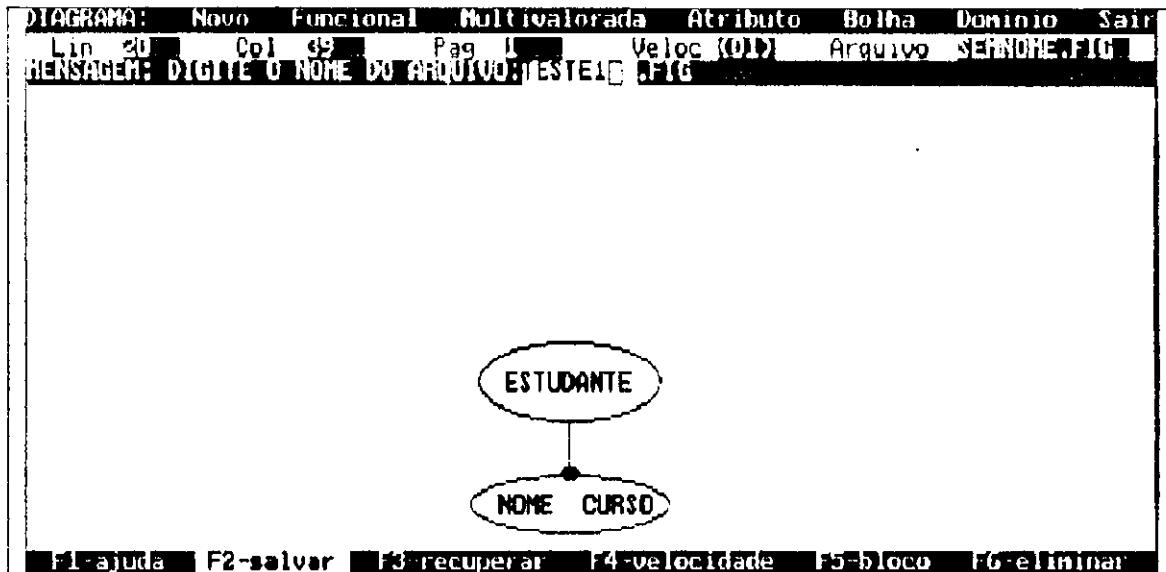 DIAGRAMA: Novo Funcional Multivalorada Atributo Bolha Dominio Sair
Lin 20 Col 39 Pag 1 Veloc (01) Arquivo SEMNOME.FIG
MENSAGEM: DIGITE O NOME DO ARQUIVO: TESTE1 .FIG
ESTUDANTE
NOME CURSO
F1-ajuda F2-salvar F3-recuperar F4-velocidade F5-bloco F6-eliminar